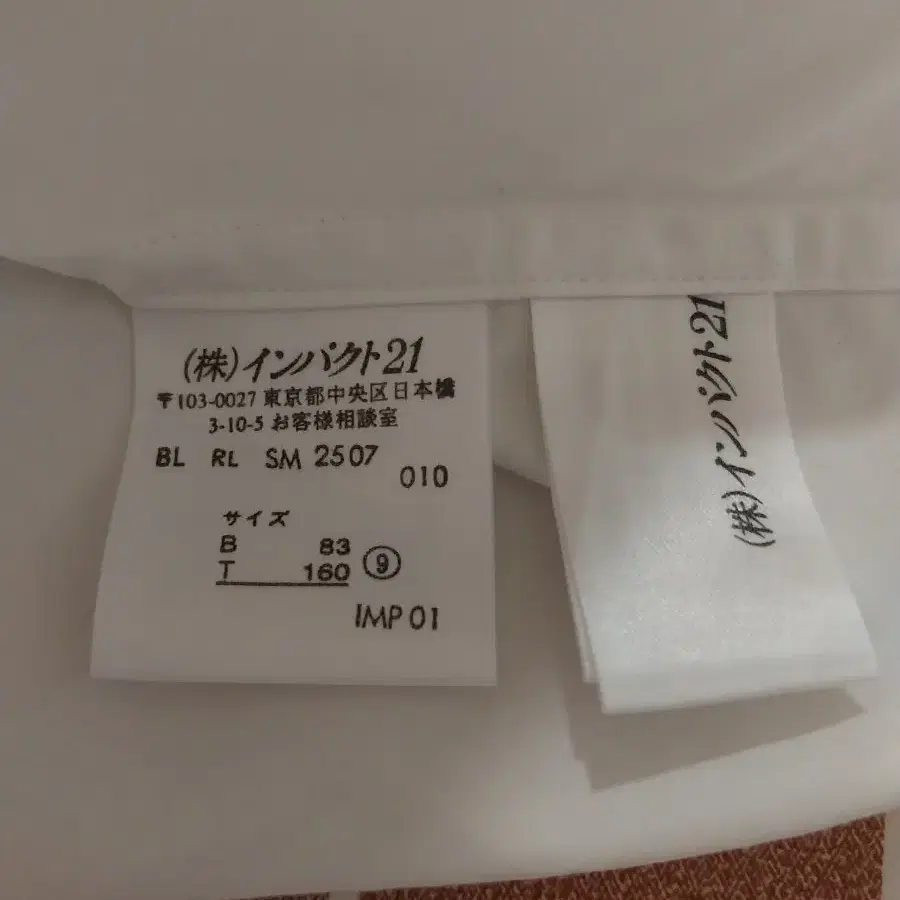 (株)インパクト21
〒103-0027 東京都中央区日本橋
3-10-5 お客様相談室
BL RL SM 2507
010
サイズ
B 83
T 160 ⑨
IMP 01
(株)インパクト21